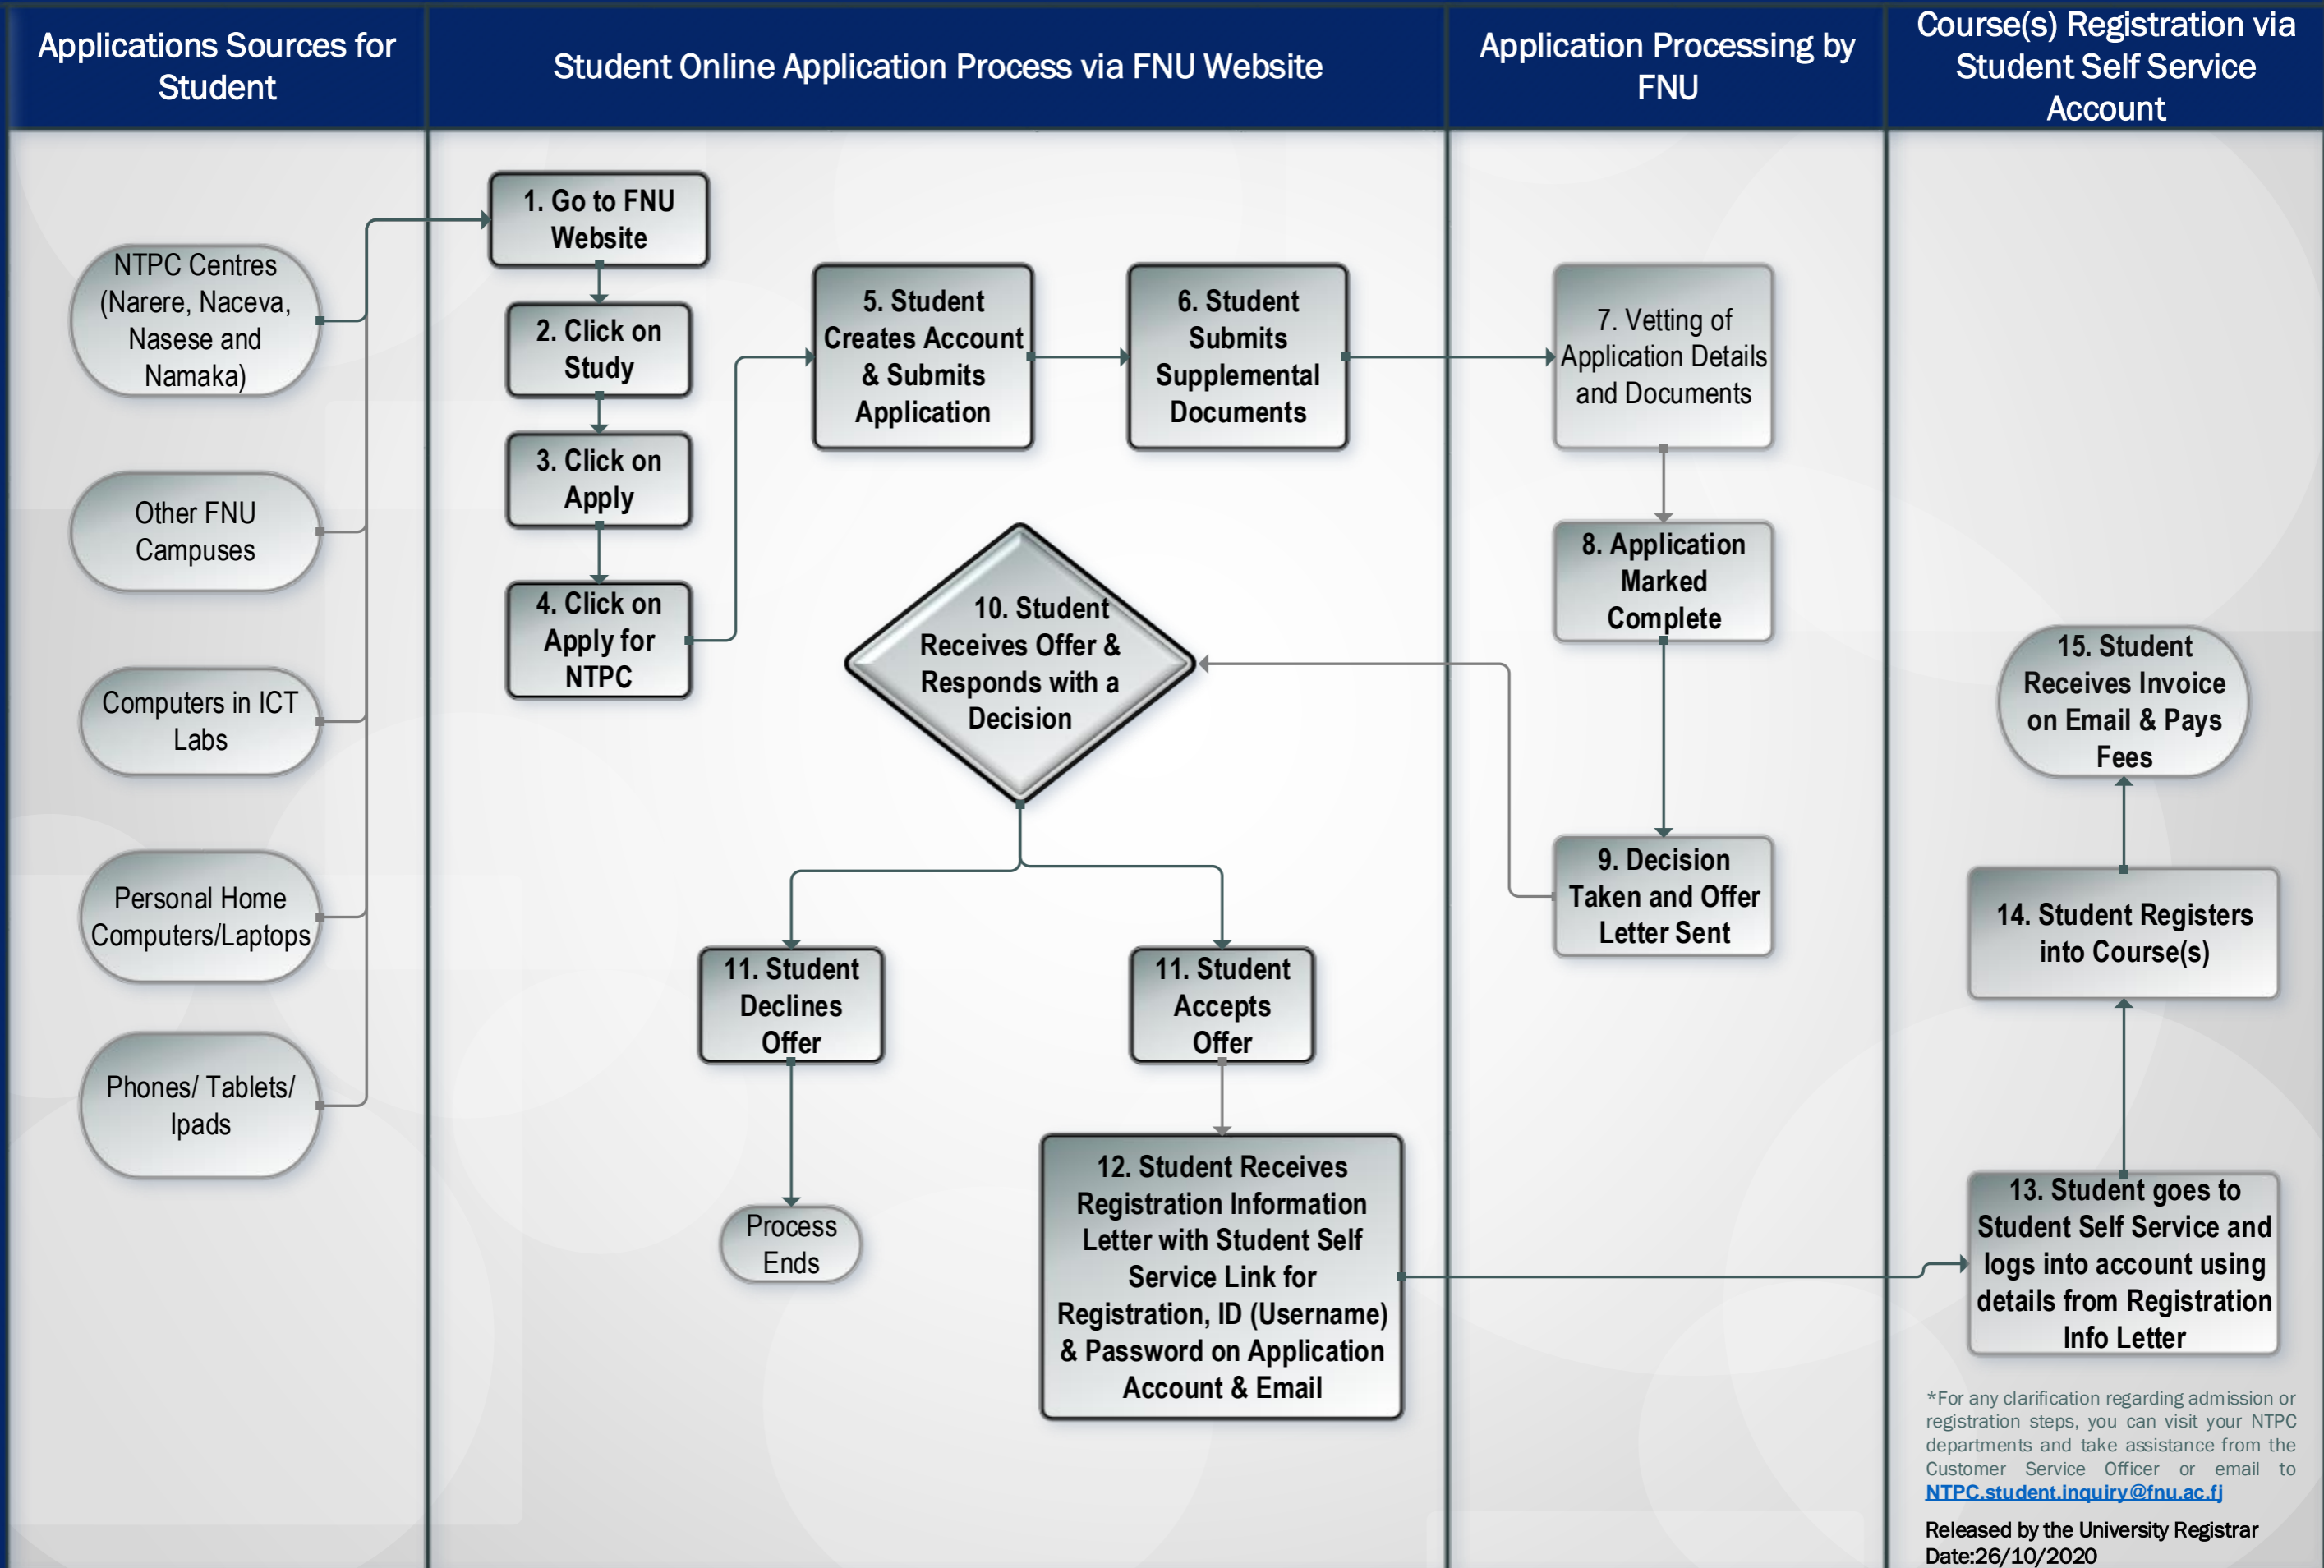 Applications Sources for
Student
Student Online Application Process via FNU Website
Application Processing by
FNU
Course(s) Registration via
Student Self Service
Account
NTPC Centres
(Narere, Naceva,
Nasese and
Namaka)
Other FNU
Campuses
Computers in ICT
Labs
Personal Home
Computers/Laptops
Phones/ Tablets/
Ipads
1. Go to FNU
Website
2. Click on
Study
3. Click on
Apply
4. Click on
Apply for
NTPC
5. Student
Creates Account
& Submits
Application
6. Student
Submits
Supplemental
Documents
7. Vetting of
Application Details
and Documents
8. Application
Marked
Complete
9. Decision
Taken and Offer
Letter Sent
10. Student
Receives Offer &
Responds with a
Decision
11. Student
Declines
Offer
Process
Ends
11. Student
Accepts
Offer
12. Student Receives
Registration Information
Letter with Student Self
Service Link for
Registration, ID (Username)
& Password on Application
Account & Email
13. Student goes to
Student Self Service and
logs into account using
details from Registration
Info Letter
14. Student Registers
into Course(s)
15. Student
Receives Invoice
on Email & Pays
Fees
*For any clarification regarding admission or
registration steps, you can visit your NTPC
departments and take assistance from the
Customer Service Officer or email to
NTPC.student.inquiry@fnu.ac.fj
Released by the University Registrar
Date:26/10/2020